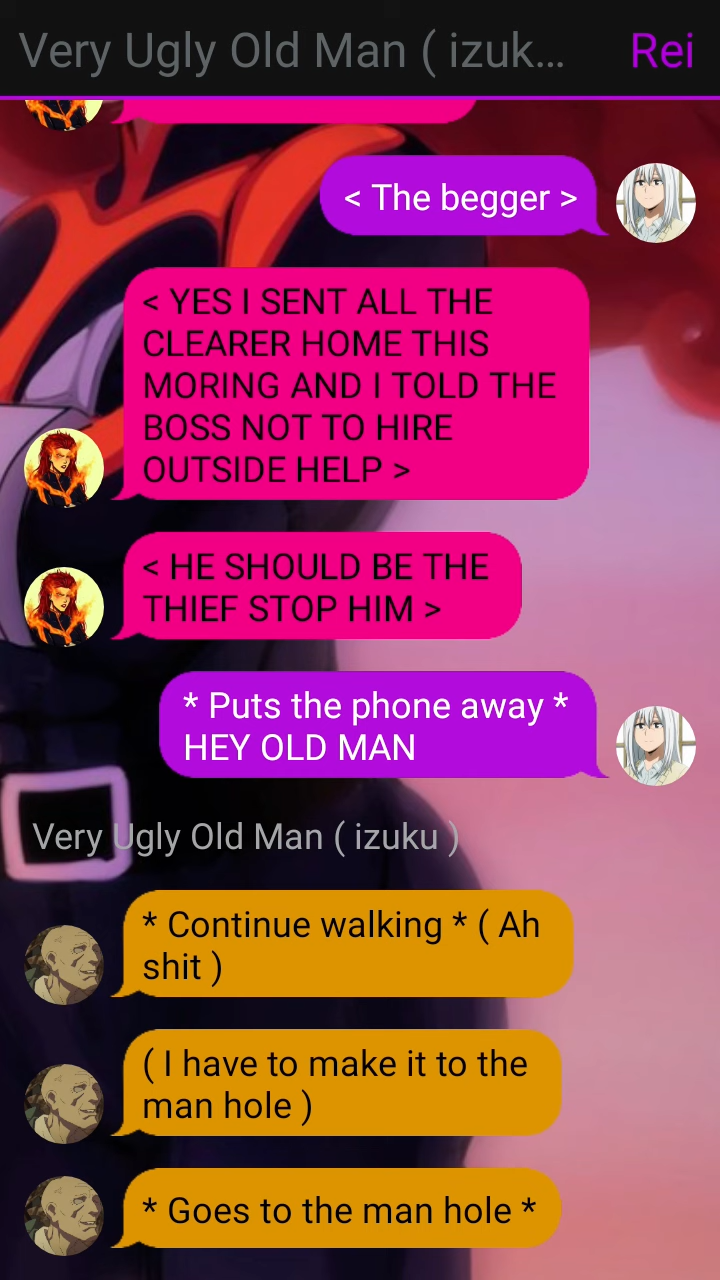 Very Ugly Old Man ( izuk... Rei
< The begger >
< YES I SENT ALL THE
CLEARER HOME THIS
MORING AND I TOLD THE
BOSS NOT TO HIRE
OUTSIDE HELP >
< HE SHOULD BE THE
THIEF STOP HIM >
* Puts the phone away *
HEY OLD MAN
Very Ugly Old Man ( izuku )
* Continue walking * ( Ah
shit )
( I have to make it to the
man hole )
* Goes to the man hole *